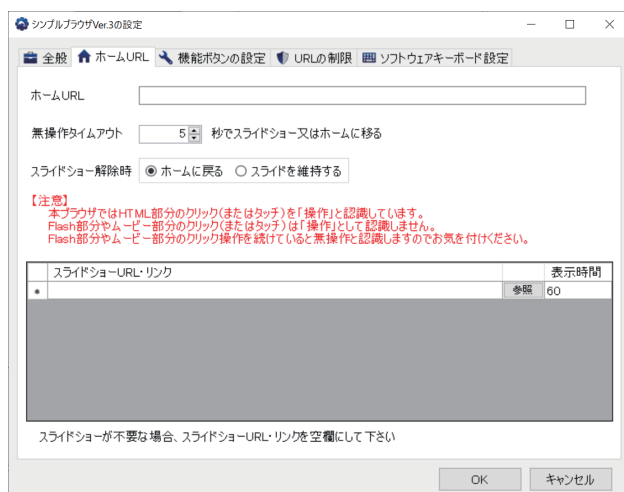 シンプルブラウザVer.3の設定
全般 ホームURL 機能ボタンの設定 URLの制限 ソフトウェアキーボード設定
ホームURL
無操作タイムアウト 5 秒でスライドショー又はホームに移る
スライドショー解除時 ホームに戻る スライドを維持する
【注意】
本ブラウザではHTML部分のクリック(またはタッチ)を「操作」と認識しています。
Flash部分やムービー部分のクリック(またはタッチ)は「操作」として認識しません。
Flash部分やムービー部分のクリック操作を続けていると無操作と認識しますのでお気を付けください。
スライドショーURL・リンク 表示時間
参照 60
スライドショーが不要な場合、スライドショーURL・リンクを空欄にして下さい
OK キャンセル